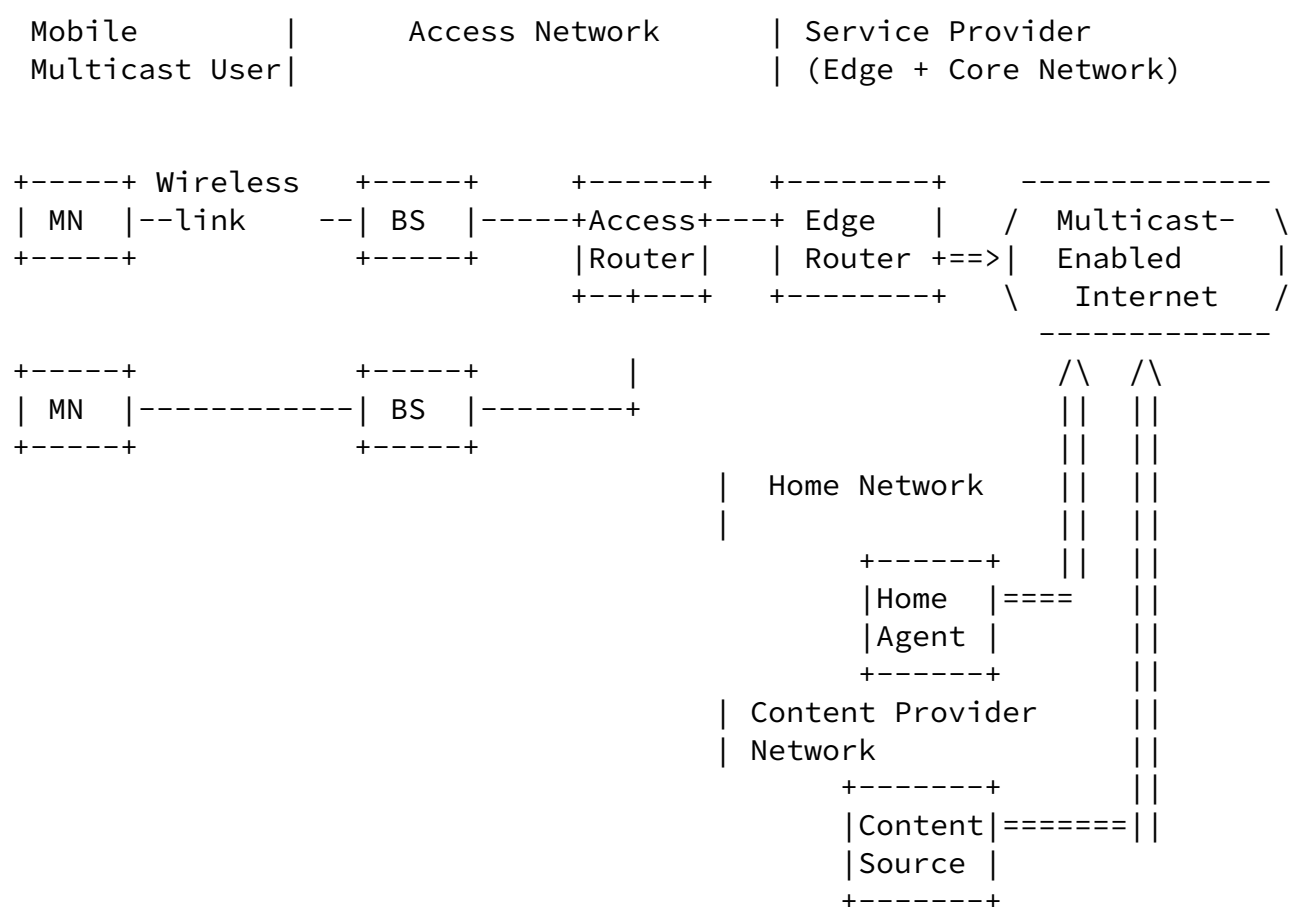 Mobile           |       Access Network       | Service Provider
Multicast User|                            | (Edge + Core Network)
+-----+ Wireless   +-----+     +------+   +--------+    --------------
| MN  |--link    --| BS  |-----+Access+---+ Edge   |   /  Multicast-  \
+-----+            +-----+     |Router|   | Router +==>|  Enabled     |
                               +--+---+   +--------+   \   Internet   /
                                                         -------------
+-----+            +-----+        |                       /\  /\
| MN  |------------| BS  |--------+                       ||  ||
+-----+            +-----+                                ||  ||
                                       |  Home Network    ||  ||
                                       |                  ||  ||
                                               +------+   ||  ||
                                               |Home  |====   ||
                                               |Agent |       ||
                                               +------+       ||
                                       | Content Provider     ||
                                       | Network              ||
                                              +-------+       ||
                                              |Content|=======||
                                              |Source |
                                              +-------+